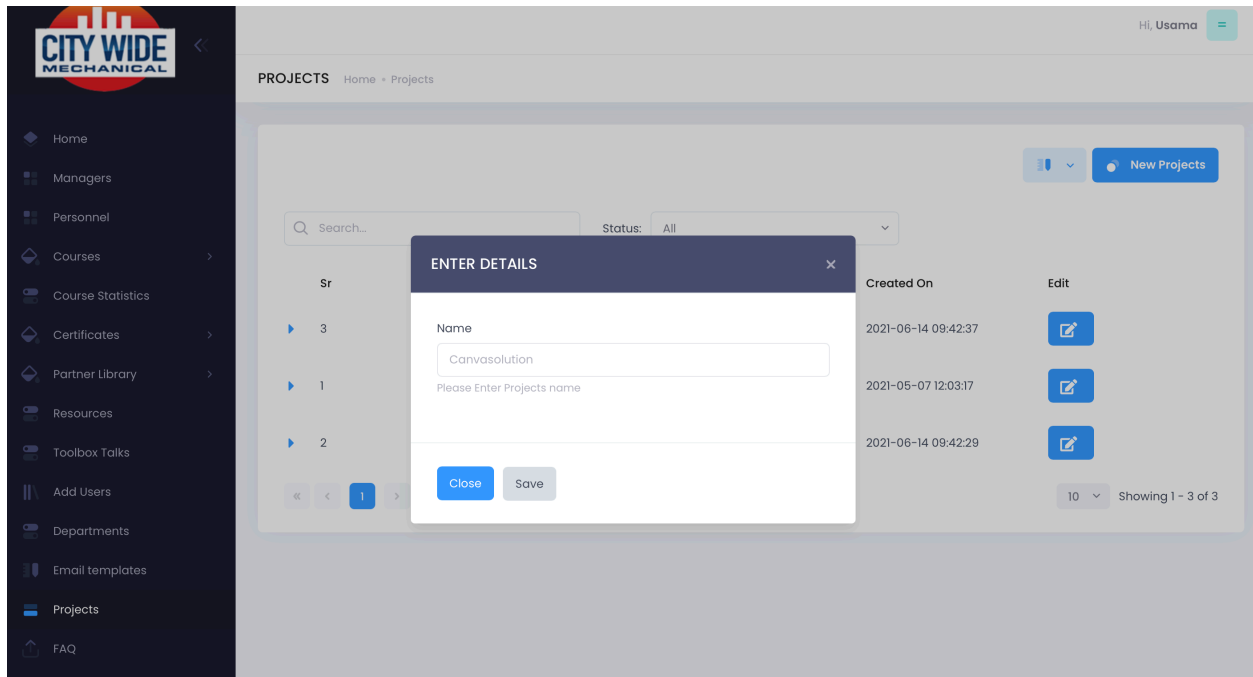 CITY WIDE
MECHANICAL
Hi, Usama
PROJECTS Home Projects
Home
Managers
Personnel
Courses
Course Statistics
Certificates
Partner Library
Resources
Toolbox Talks
Add Users
Departments
Email templates
Projects
FAQ
New Projects
Search...
Status: All
Sr Created On Edit
3 2021-06-14 09:42:37
1 2021-05-07 12:03:17
2 2021-06-14 09:42:29
« < 1 > 10 Showing 1 - 3 of 3
ENTER DETAILS ×
Name
Canvasolution
Please Enter Projects name
Close Save